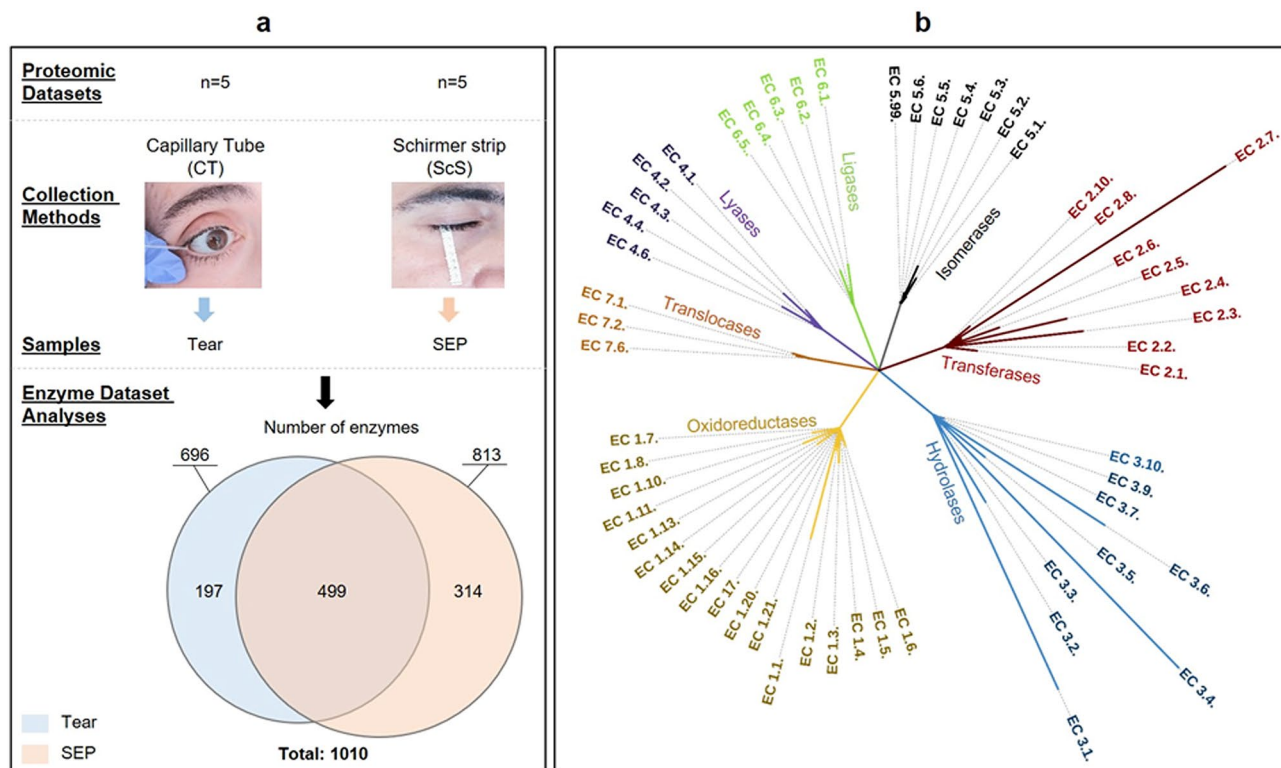 a
b
Proteomic
Datasets
n=5
n=5
Collection
Methods
Capillary Tube
(CT)
Schirmer strip
(ScS)
Samples
Tear
SEP
Enzyme Dataset
Analyses
Number of enzymes
696
813
197
499
314
Tear
SEP
Total: 1010
EC 6.1.
EC 6.2.
EC 6.3.
EC 6.4.
EC 6.5.
Ligases
EC 5.99.
EC 5.6.
EC 5.5.
EC 5.4.
EC 5.3.
EC 5.2.
EC 5.1.
Isomerases
EC 4.1.
EC 4.2.
EC 4.3.
EC 4.4.
EC 4.6.
Lyases
EC 2.7.
EC 2.10.
EC 2.8.
EC 2.6.
EC 2.5.
EC 2.4.
EC 2.3.
EC 2.2.
EC 2.1.
Transferases
EC 7.1.
EC 7.2.
EC 7.6.
Translocases
Oxidoreductases
EC 1.7.
EC 1.8.
EC 1.10.
EC 1.11.
EC 1.13.
EC 1.14.
EC 1.15.
EC 1.16.
EC 17.
EC 1.20.
EC 1.21.
EC 1.1.
EC 1.2.
EC 1.3.
EC 1.4.
EC 1.5.
EC 1.6.
Hydrolases
EC 3.10.
EC 3.9.
EC 3.7.
EC 3.6.
EC 3.5.
EC 3.4.
EC 3.3.
EC 3.2.
EC 3.1.